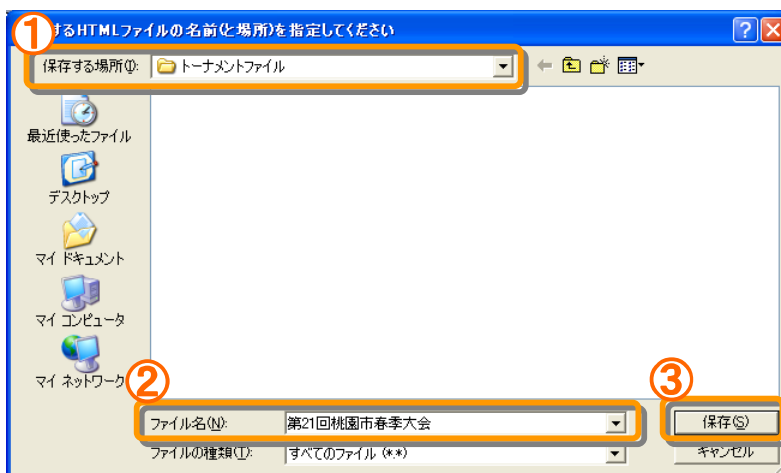 ① するHTMLファイルの名前(と場所)を指定してください
保存する場所(I): トーナメントファイル
最近使ったファイル
デスクトップ
マイ ドキュメント
マイ コンピュータ
マイ ネットワーク
② ③
ファイル名(N): 第21回桃園市春季大会 保存(S)
ファイルの種類(T): すべてのファイル (*.*) キャンセル